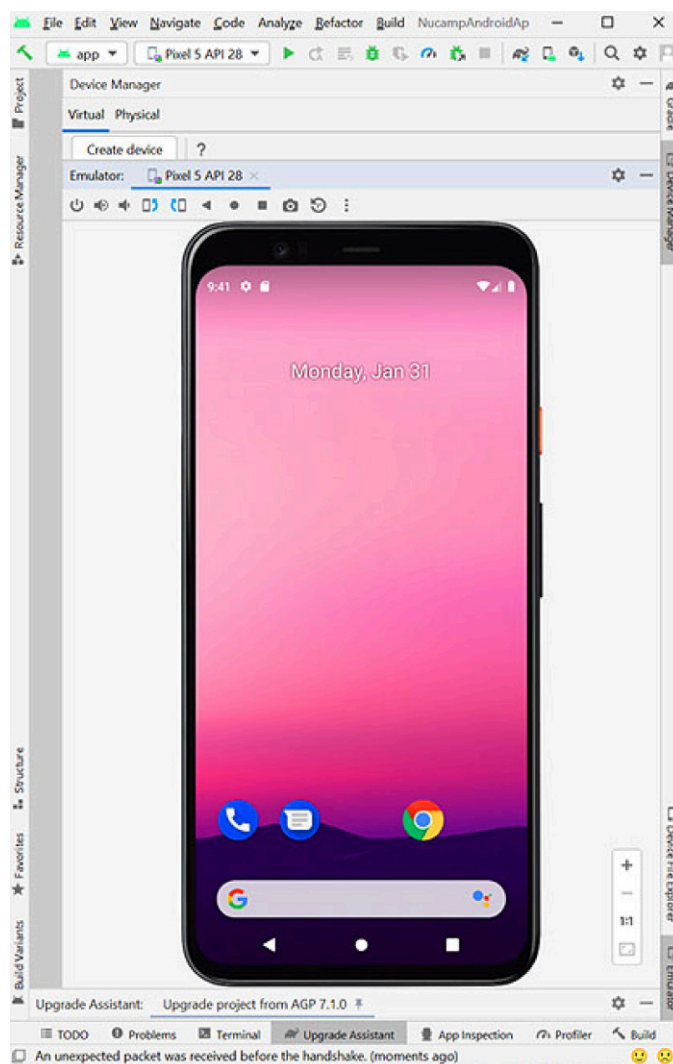 File Edit View Navigate Code Analyze Refactor Build NucampAndroidAp
app Pixel 5 API 28
Device Manager
Virtual Physical
Create device ?
Emulator: Pixel 5 API 28
9:41
Monday, Jan 31
1:1
Upgrade Assistant: Upgrade project from AGP 7.1.0
TODO Problems Terminal Upgrade Assistant App Inspection Profiler Build
An unexpected packet was received before the handshake. (moments ago)
Project
Resource Manager
Structure
Favorites
Build Variants
Gradle
Device Manager
Device File Explorer
Emulator